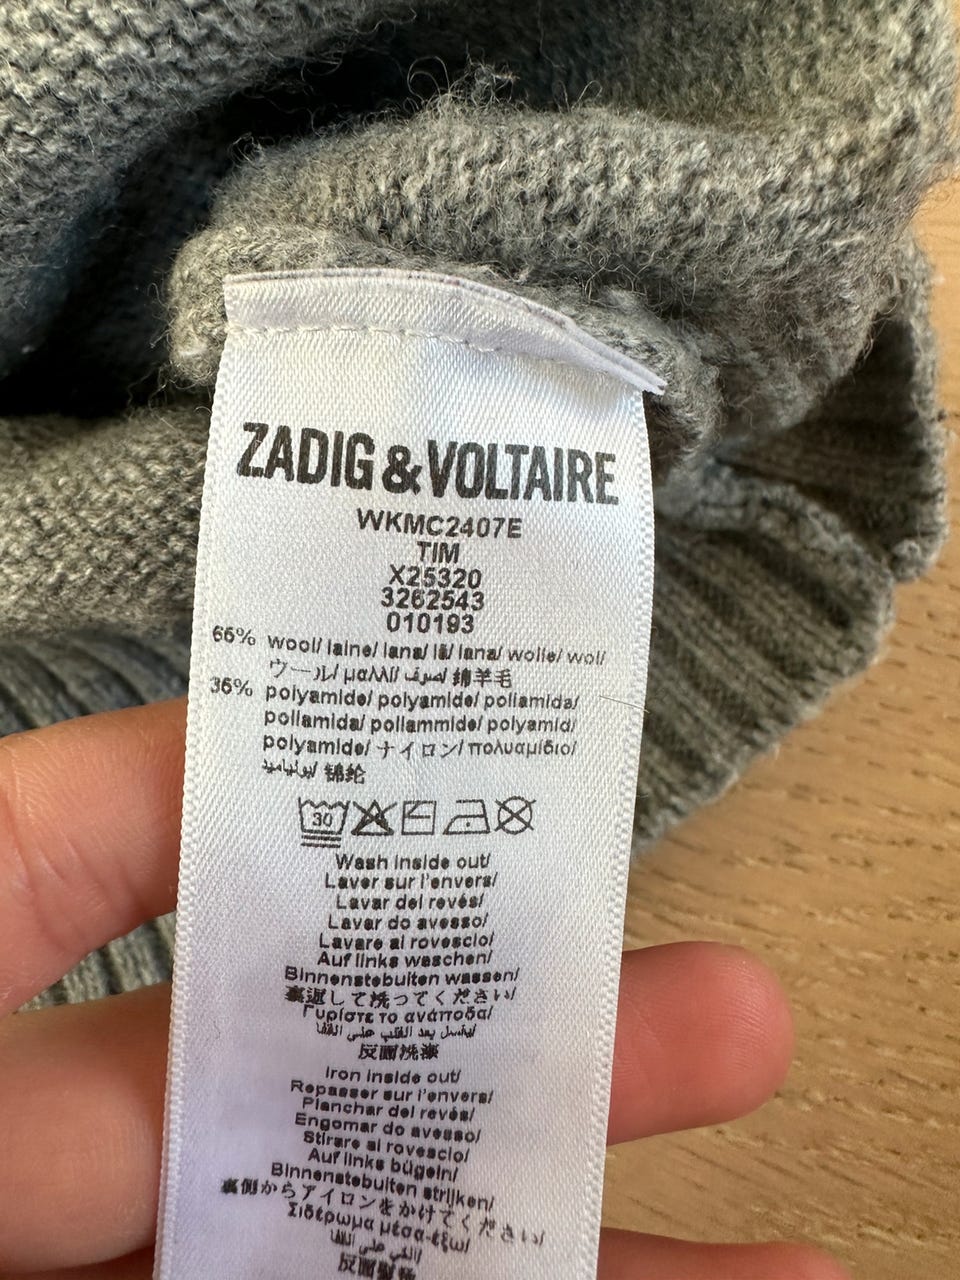 ZADIG & VOLTAIRE
WKMC2407E
TIM
X25320
3262543
010193
65% wool/ laine/ lana/ lã/ lana/ wolle/ wol/
ウール/ μαλλί/ صوف/ 绵羊毛
35% polyamide/ polyamide/ poliamida/
poliamida/ poliammide/ polyamid/
polyamide/ ナイロン/ πολυαμίδιο/
锦纶
30
Wash inside out/
Laver sur l'envers/
Lavar del revés/
Lavar do avesso/
Lavare al rovescio/
Auf links waschen/
Binnenstebuiten wassen/
裏返して洗ってください/
Γυρίστε το ανάποδα/
反面洗涤
Iron inside out/
Repasser sur l'envers/
Planchar del revés/
Engomar do avesso/
Stirare al rovescio/
Auf links bügeln/
Binnenstebuiten strijken/
裏側からアイロンをかけてください/
Σιδέρωμα μέσα-έξω/
反面